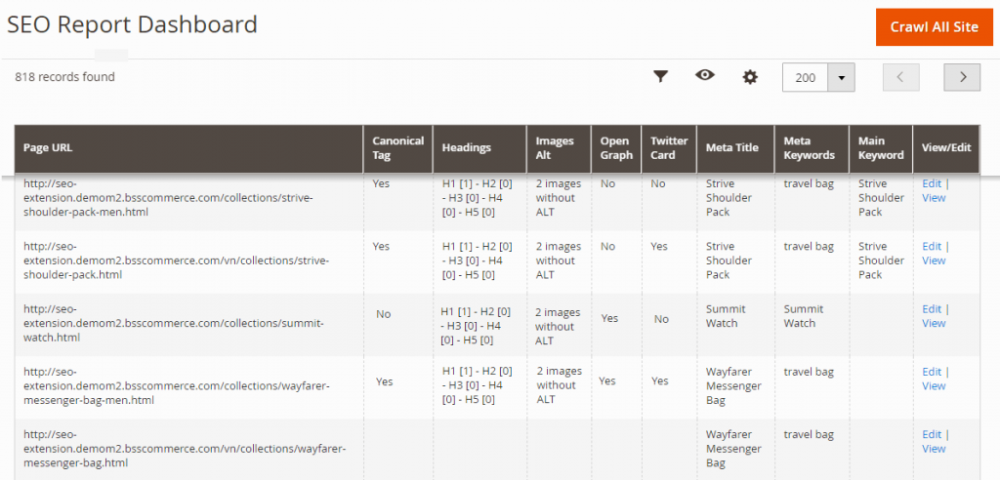 SEO Report Dashboard
Crawl All Site
818 records found
200
Page URL
Canonical
Tag
Headings
Images
Alt
Open
Graph
Twitter
Card
Meta Title
Meta
Keywords
Main
Keyword
View/Edit
http://seo-
extension.demom2.bsscommerce.com/collections/strive-
shoulder-pack-men.html
Yes
H1 [1] - H2 [0]
- H3 [0] - H4
[0] - H5 [0]
2 images
without
ALT
No
No
Strive
Shoulder
Pack
travel bag
Strive
Shoulder
Pack
Edit |
View
http://seo-
extension.demom2.bsscommerce.com/vn/collections/strive-
shoulder-pack.html
Yes
H1 [1] - H2 [0]
- H3 [0] - H4
[0] - H5 [0]
2 images
without
ALT
No
Yes
Strive
Shoulder
Pack
travel bag
Strive
Shoulder
Pack
Edit |
View
http://seo-
extension.demom2.bsscommerce.com/collections/summit-
watch.html
No
H1 [1] - H2 [0]
- H3 [0] - H4
[0] - H5 [0]
2 images
without
ALT
Yes
No
Summit
Watch
Summit
Watch
Edit |
View
http://seo-
extension.demom2.bsscommerce.com/collections/wayfarer-
messenger-bag-men.html
Yes
H1 [1] - H2 [0]
- H3 [0] - H4
[0] - H5 [0]
2 images
without
ALT
Yes
Yes
Wayfarer
Messenger
Bag
travel bag
Edit |
View
http://seo-
extension.demom2.bsscommerce.com/vn/collections/wayfarer-
messenger-bag.html
Wayfarer
Messenger
Bag
travel bag
Edit |
View